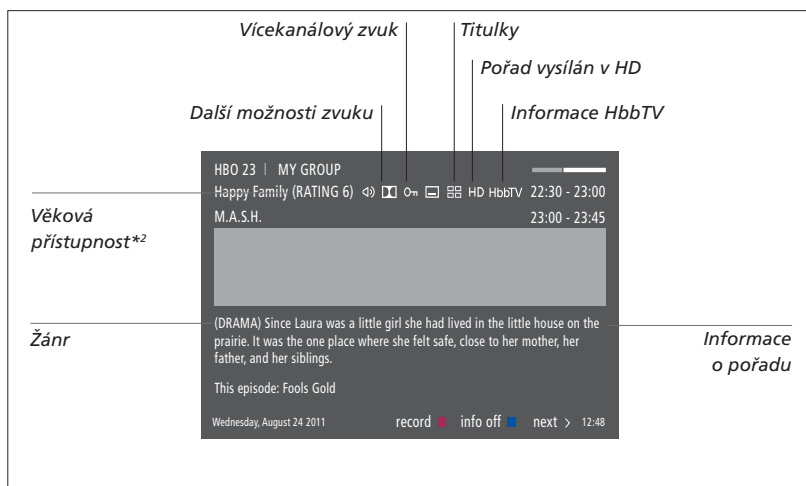 Vícekanálový zvuk
Titulky
Pořad vysílán v HD
Další možnosti zvuku
Informace HbbTV
HBO 23 | MY GROUP
Happy Family (RATING 6) HD HbbTV 22:30 - 23:00
M.A.S.H. 23:00 - 23:45
Věková
přístupnost*2
(DRAMA) Since Laura was a little girl she had lived in the little house on the
prairie. It was the one place where she felt safe, close to her mother, her
father, and her siblings.
Žánr
Informace
o pořadu
This episode: Fools Gold
Wednesday, August 24 2011 record info off next > 12:48